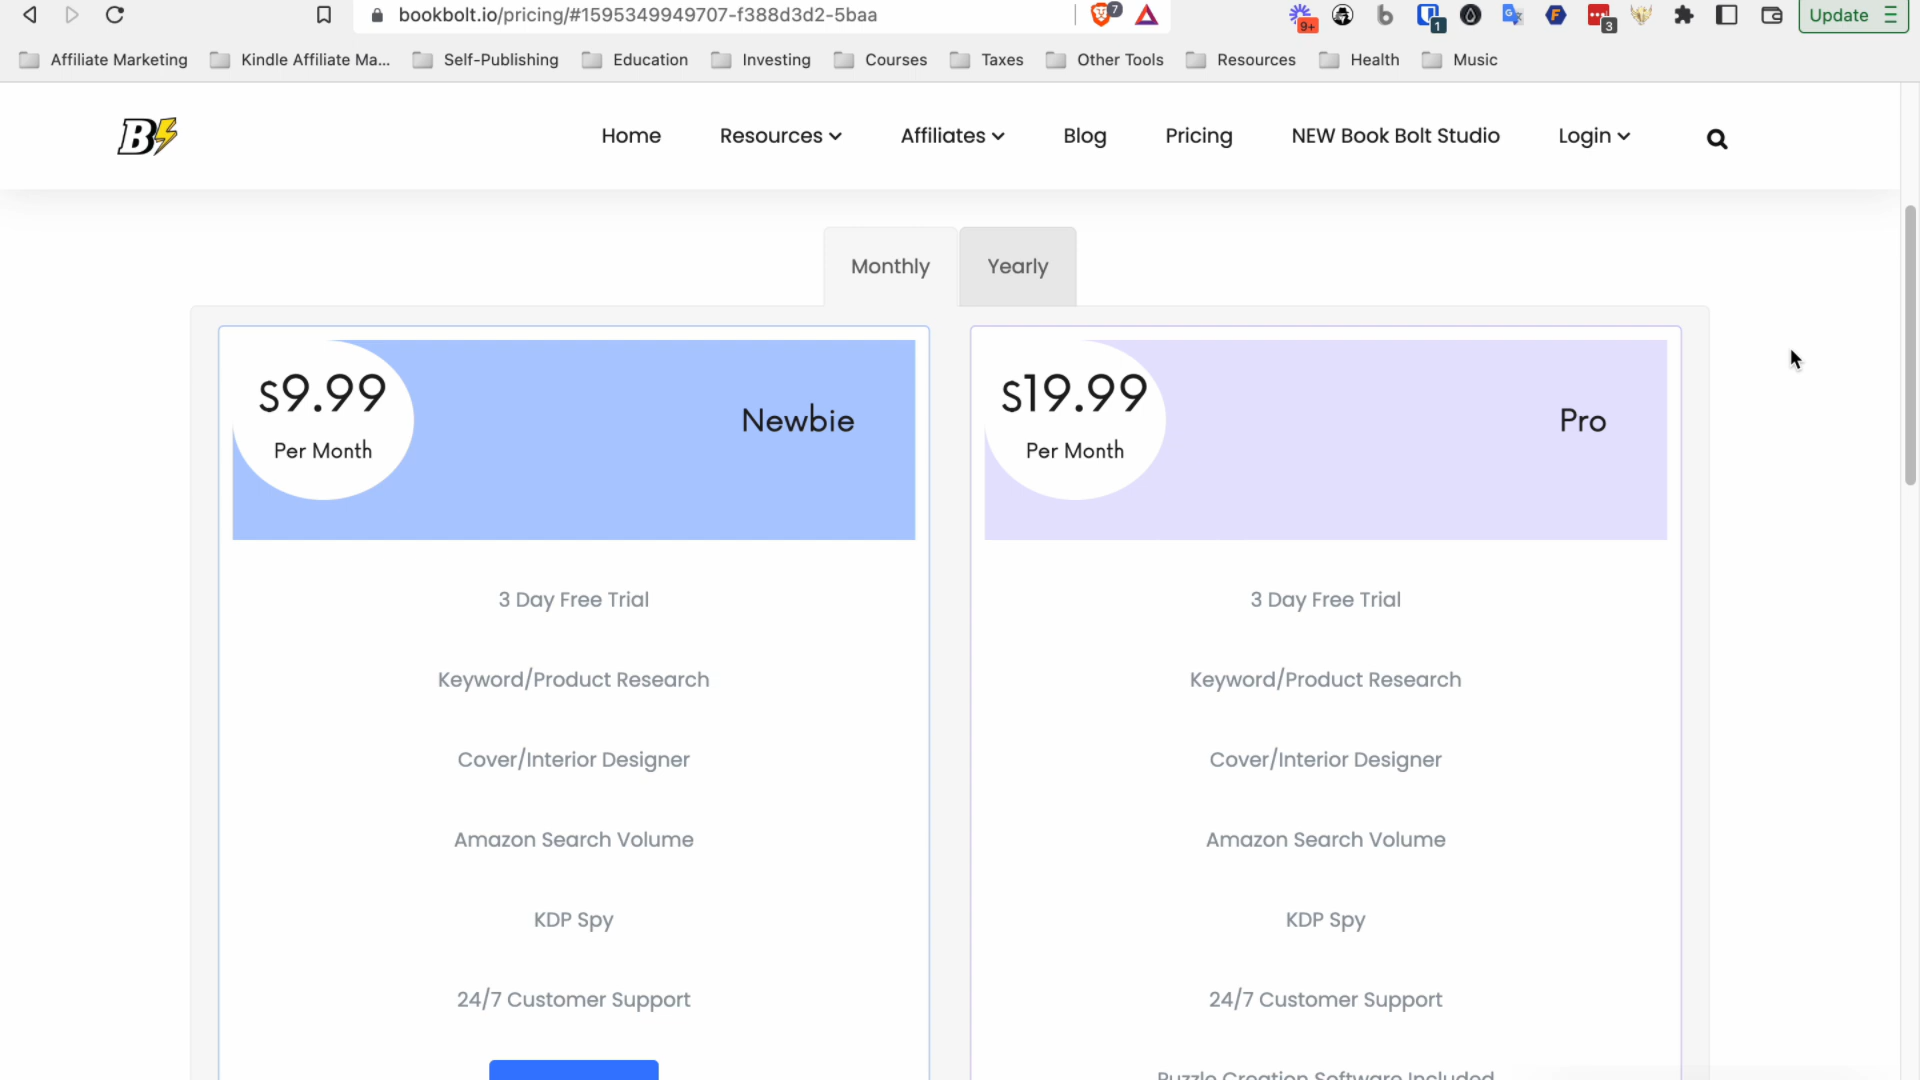 bookbolt.io/pricing/#1595349949707-f388d3d2-5baa
7
9+
1
3
Update
Affiliate Marketing
Kindle Affiliate Ma...
Self-Publishing
Education
Investing
Courses
Taxes
Other Tools
Resources
Health
Music
B
Home
Resources
Affiliates
Blog
Pricing
NEW Book Bolt Studio
Login
Monthly
Yearly
$9.99
Per Month
Newbie
3 Day Free Trial
Keyword/Product Research
Cover/Interior Designer
Amazon Search Volume
KDP Spy
24/7 Customer Support
$19.99
Per Month
Pro
3 Day Free Trial
Keyword/Product Research
Cover/Interior Designer
Amazon Search Volume
KDP Spy
24/7 Customer Support
Puzzle Creation Software Included